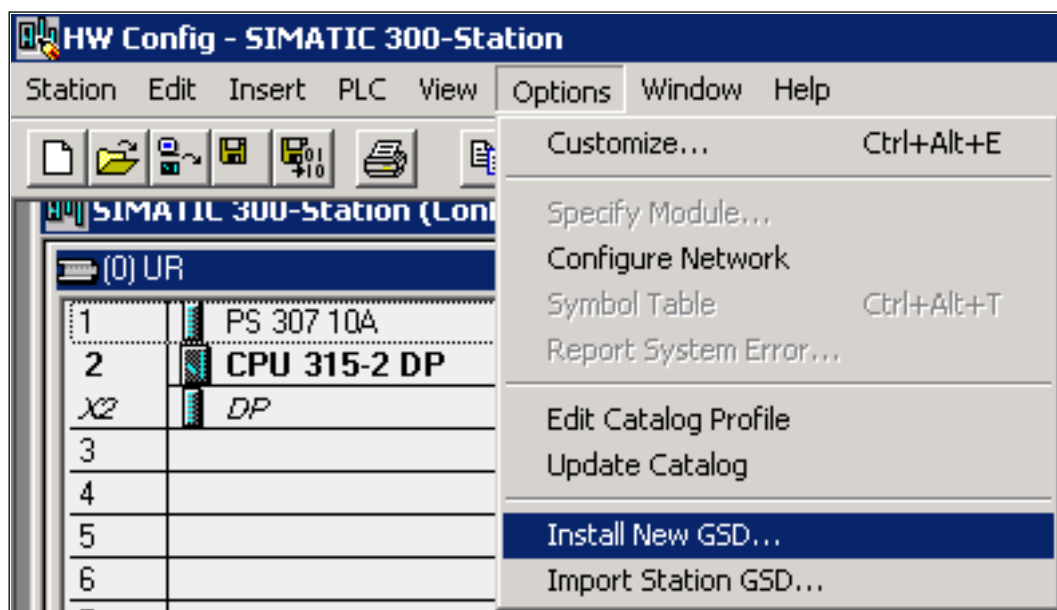 HW Config - SIMATIC 300-Station
Station Edit Insert PLC View Options Window Help
Customize... Ctrl+Alt+E
SIMATIC 300-Station
Specify Module...
(0) UR
Configure Network
1 PS 307 10A
Symbol Table Ctrl+Alt+T
2 CPU 315-2 DP
Report System Error...
X2 DP
Edit Catalog Profile
3
Update Catalog
4
5
Install New GSD...
6
Import Station GSD...